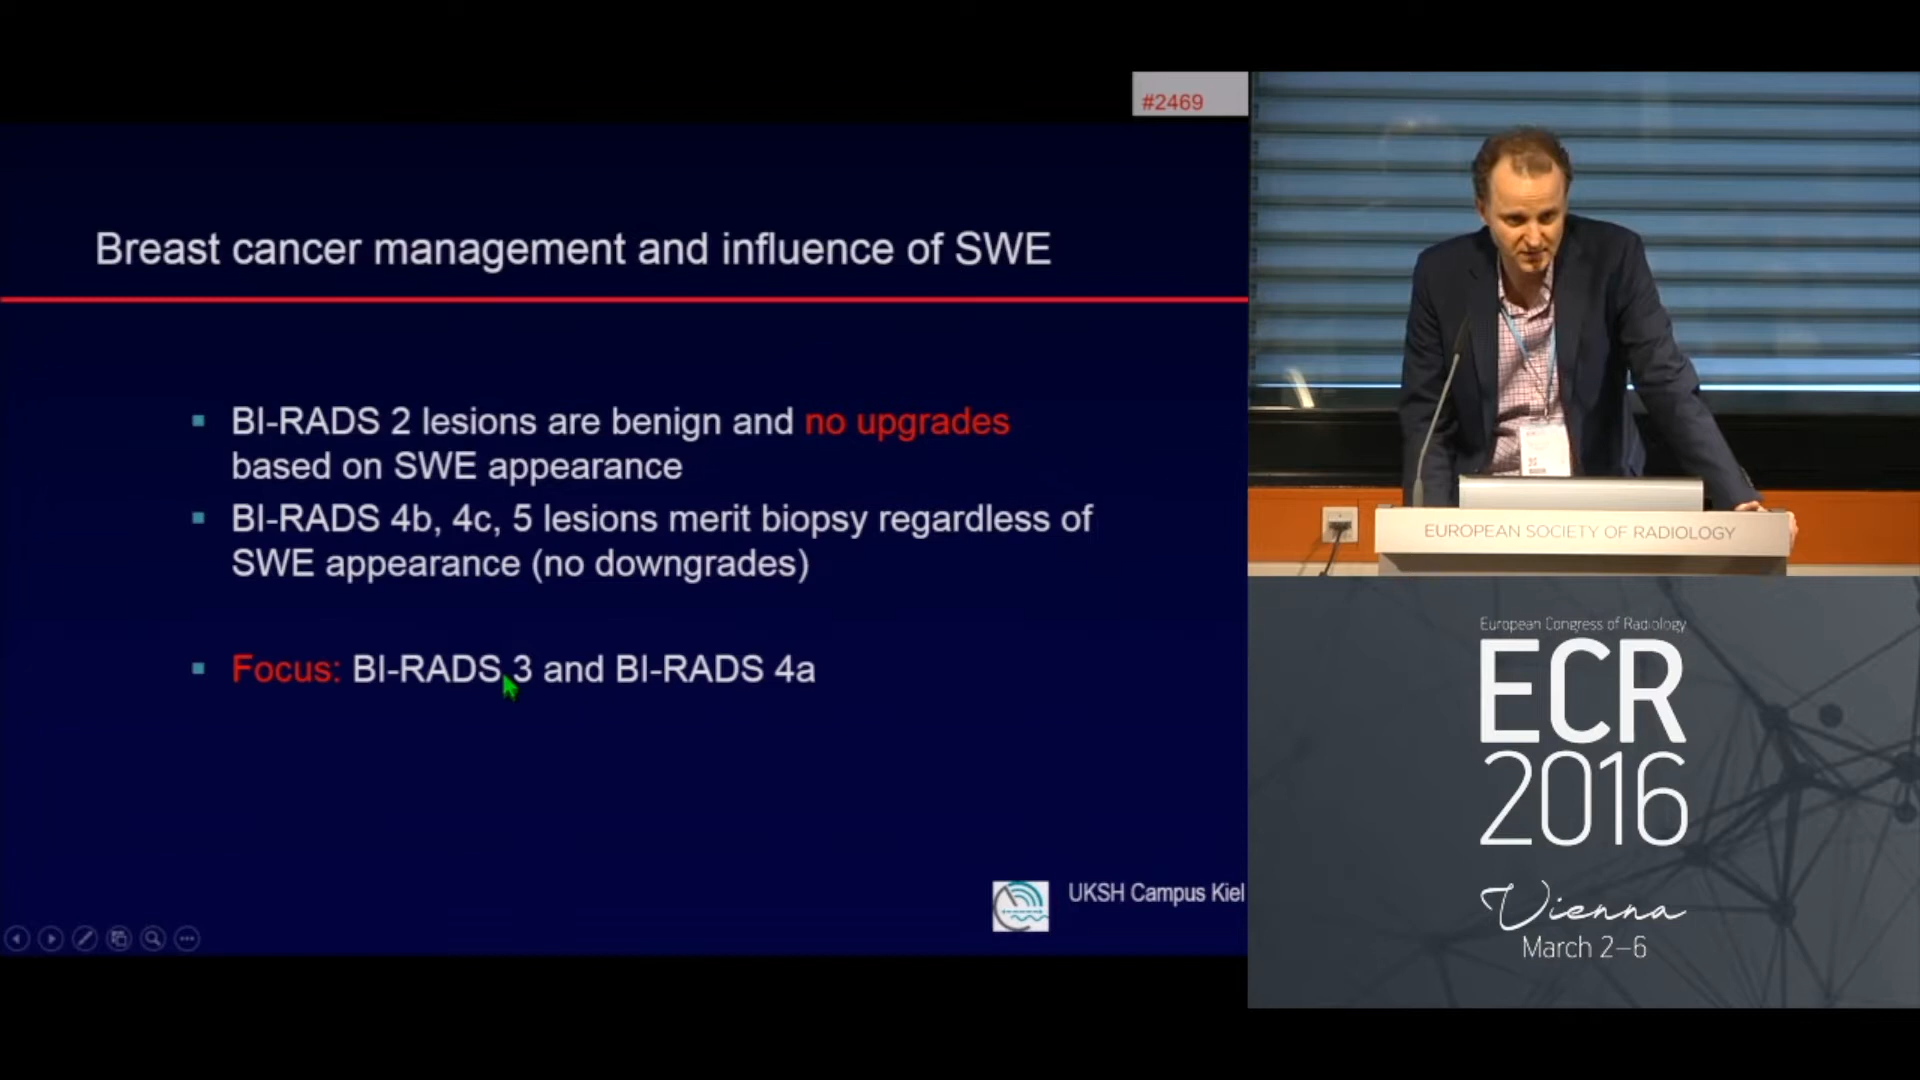 #2469
Breast cancer management and influence of SWE
BI-RADS 2 lesions are benign and no upgrades
based on SWE appearance
BI-RADS 4b, 4c, 5 lesions merit biopsy regardless of
SWE appearance (no downgrades)
Focus: BI-RADS 3 and BI-RADS 4a
UKSH Campus Kiel
EUROPEAN SOCIETY OF RADIOLOGY
European Congress of Radiology
ECR
2016
Vienna
March 2–6